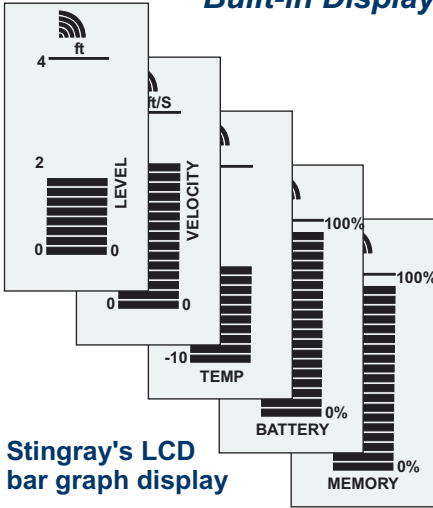 Built-in Display
ft
4
2
LEVEL
0 0
ft/S
VELOCITY
0 0
-10
TEMP
100%
0%
BATTERY
100%
0%
MEMORY
Stingray's LCD
bar graph display